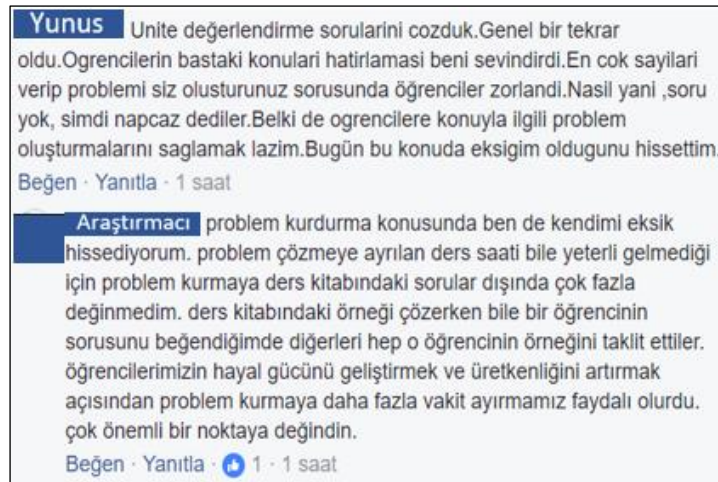 Yunus Unite değerlendirme sorularini cozduk.Genel bir tekrar
oldu.Ogrencilerin bastaki konulari hatirlamasi beni sevindirdi.En cok sayilari
verip problemi siz olusturunuz sorusunda öğrenciler zorlandi.Nasil yani ,soru
yok, simdi napcaz dediler.Belki de ogrencilere konuyla ilgili problem
oluşturmalarını saglamak lazim.Bugün bu konuda eksigim oldugunu hissettim.
Beğen · Yanıtla · 1 saat
Araştırmacı problem kurdurma konusunda ben de kendimi eksik
hissediyorum. problem çözmeye ayrılan ders saati bile yeterli gelmediği
için problem kurmaya ders kitabındaki sorular dışında çok fazla
değinmedim. ders kitabındaki örneği çözerken bile bir öğrencinin
sorusunu beğendiğimde diğerleri hep o öğrencinin örneğini taklit ettiler.
öğrencilerimizin hayal gücünü geliştirmek ve üretkenliğini artırmak
açısından problem kurmaya daha fazla vakit ayırmamız faydalı olurdu.
çok önemli bir noktaya değindin.
Beğen · Yanıtla · 1 · 1 saat